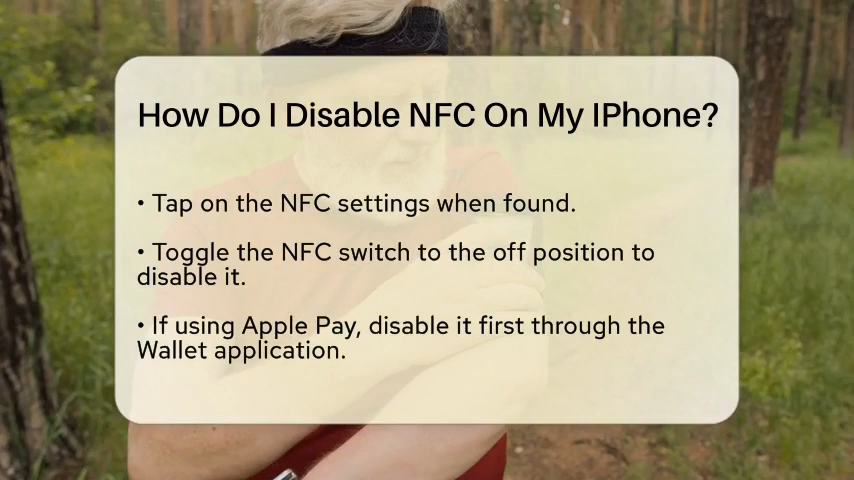 How Do I Disable NFC On My IPhone?
• Tap on the NFC settings when found.
• Toggle the NFC switch to the off position to
disable it.
• If using Apple Pay, disable it first through the
Wallet application.